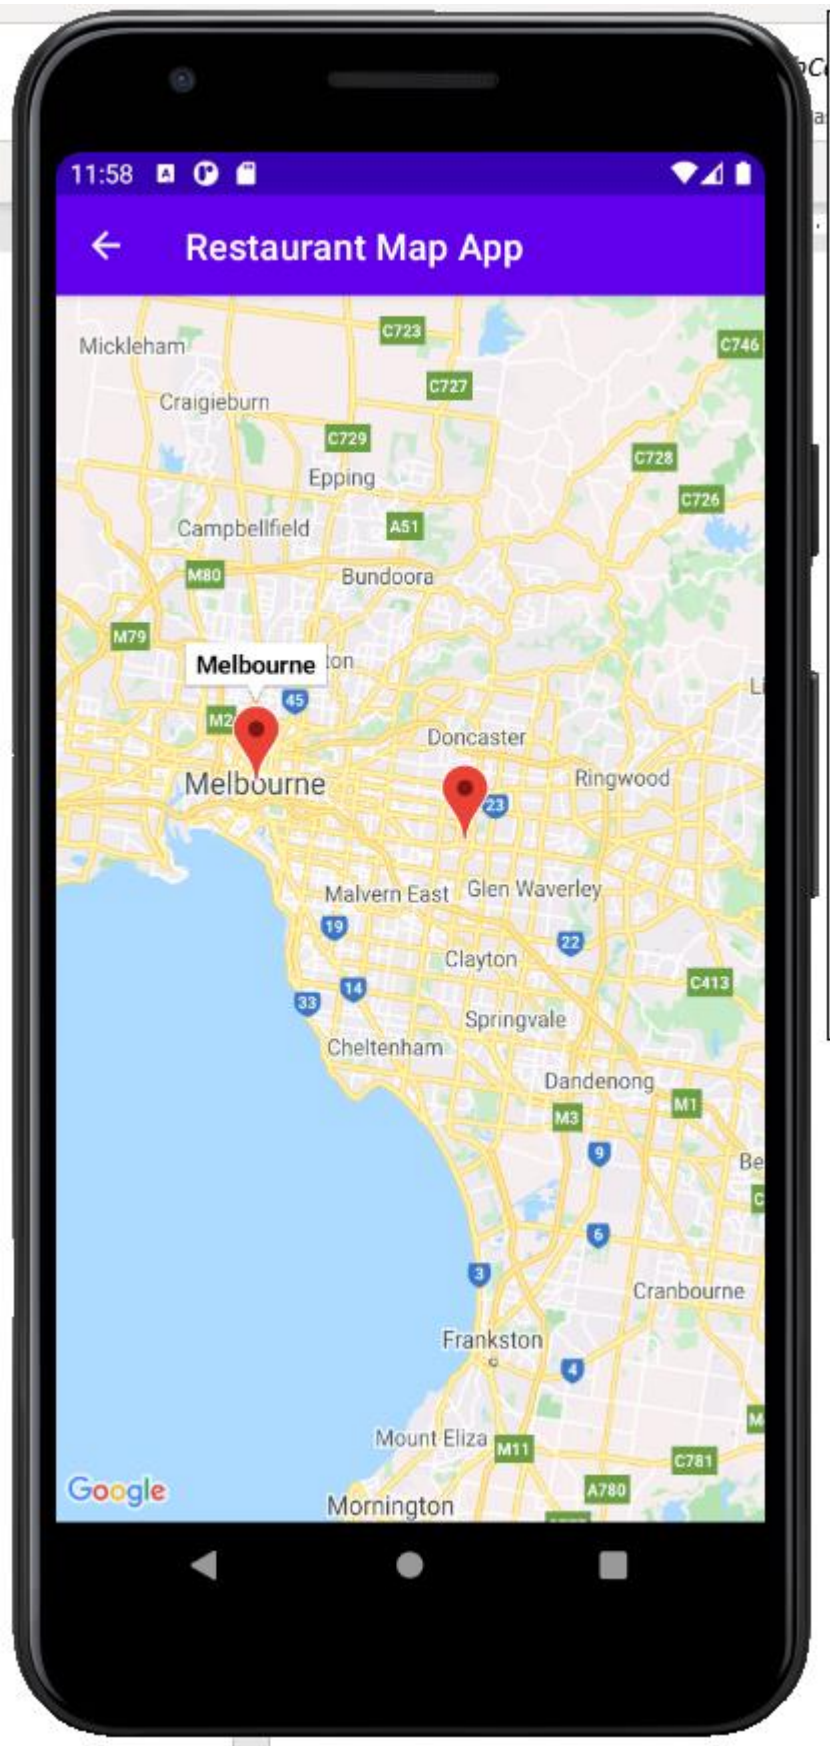 11:58
Restaurant Map App
C723
Mickleham
C746
C727
Craigieburn
C729
C728
Epping
C726
Campbellfield
A51
M80
Bundoora
M79
Melbourne
ton
45
M2
Doncaster
Melbourne
Ringwood
23
Malvern East
Glen Waverley
19
22
Clayton
C413
14
33
Springvale
Cheltenham
Dandenong
M1
M3
9
Be
C
6
3
Cranbourne
Frankston
4
Mount Eliza
M11
C781
Google
A780
Mornington